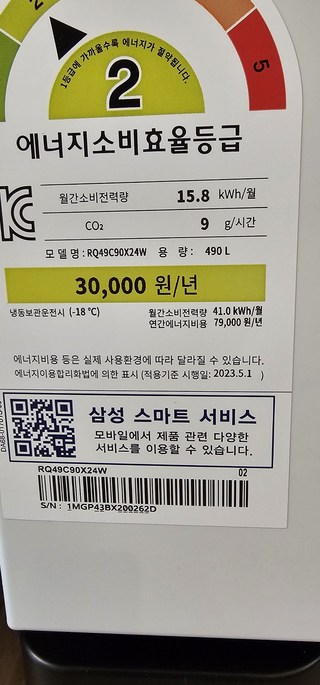 2
5
1등급에 가까울수록 에너지가 절약됩니다.
2
에너지소비효율등급
월간소비전력량 15.8 kWh/월
CO₂ 9 g/시간
모 델 명 : RQ49C90X24W 용 량 : 490 L
30,000 원/년
냉동보관운전시 (-18 ℃) 월간소비전력량 41.0 kWh/월
연간에너지비용 79,000 원/년
에너지비용 등은 실제 사용환경에 따라 달라질 수 있습니다.
에너지이용합리화법에 의한 표시 (적용기준 시행일: 2023.5.1 )
삼성 스마트 서비스
모바일에서 제품 관련 다양한
서비스를 이용할 수 있습니다.
RQ49C90X24W 02
S/N : 1MGP43BX200262D